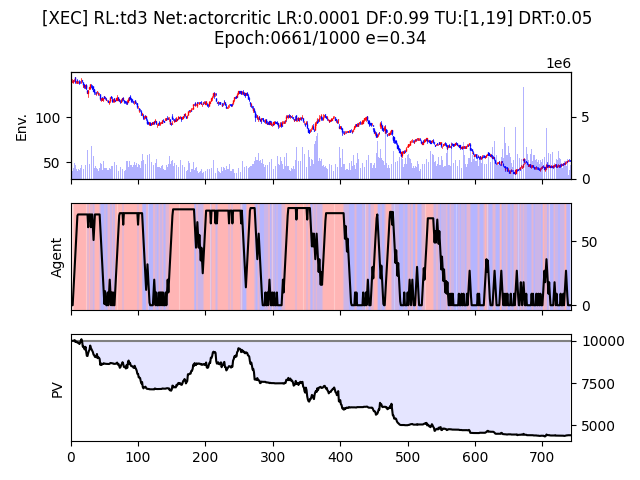 [XEC] RL:td3 Net:actorcritic LR:0.0001 DF:0.99 TU:[1,19] DRT:0.05
Epoch:0661/1000 e=0.34
1e6
Env.
100
50
5
0
Agent
50
0
PV
10000
7500
5000
0 100 200 300 400 500 600 700